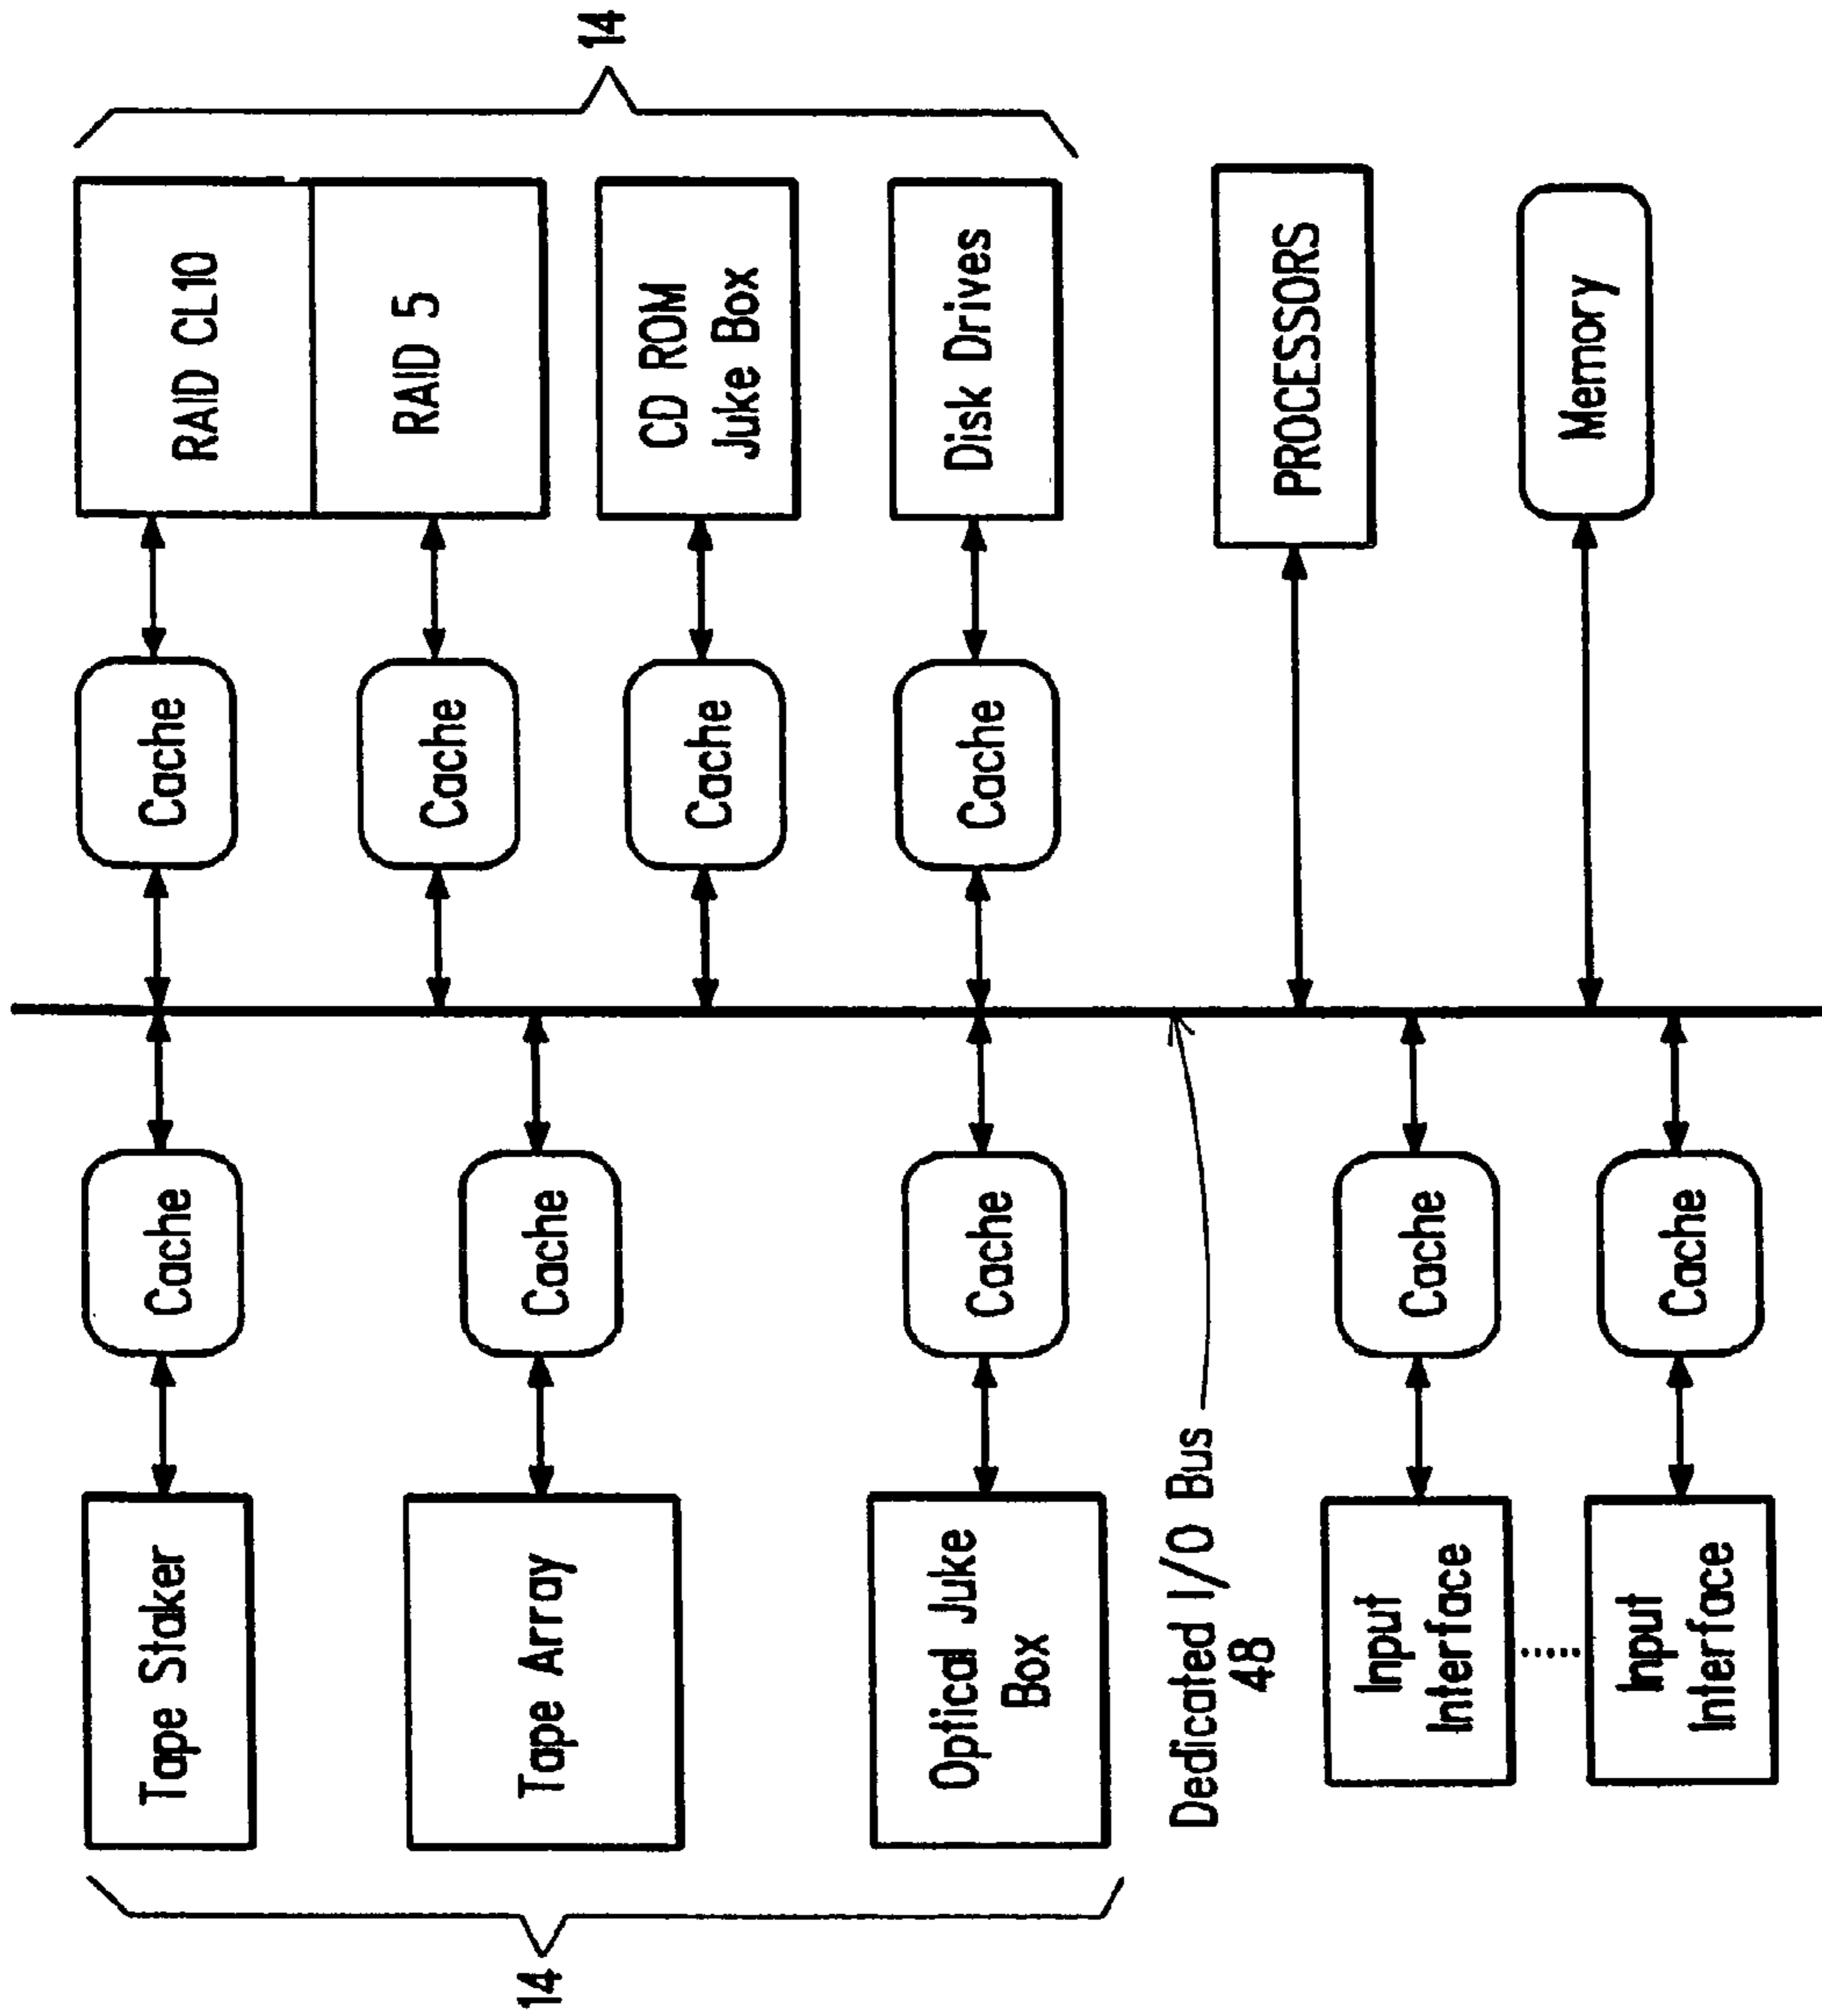 14
Tape Staker
Tape Array
Optical Juke
Box
Dedicated I/O Bus
48
Input
Interface
Input
Interface
Cache
Cache
Cache
Cache
Cache
Cache
Cache
Cache
Cache
RAID CL10
RAID 5
CD ROM
Juke Box
Disk Drives
PROCESSORS
Memory
14